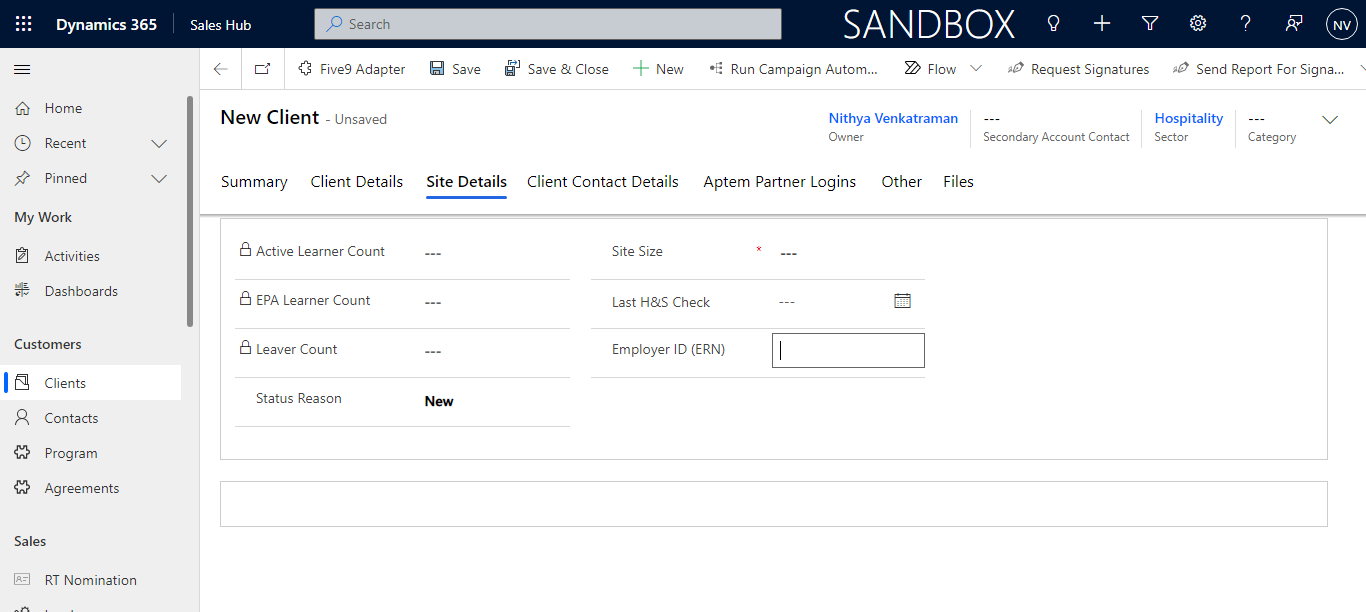 Dynamics 365 Sales Hub Search SANDBOX NV
Five9 Adapter Save Save & Close New Run Campaign Autom... Flow Request Signatures Send Report For Signa...
Home
Recent
Pinned
My Work
Activities
Dashboards
Customers
Clients
Contacts
Program
Agreements
Sales
RT Nomination
New Client - Unsaved
Nithya Venkatraman
Owner
---
Secondary Account Contact
Hospitality
Sector
---
Category
Summary Client Details Site Details Client Contact Details Aptem Partner Logins Other Files
Active Learner Count ---
EPA Learner Count ---
Leaver Count ---
Status Reason New
Site Size * ---
Last H&S Check ---
Employer ID (ERN)